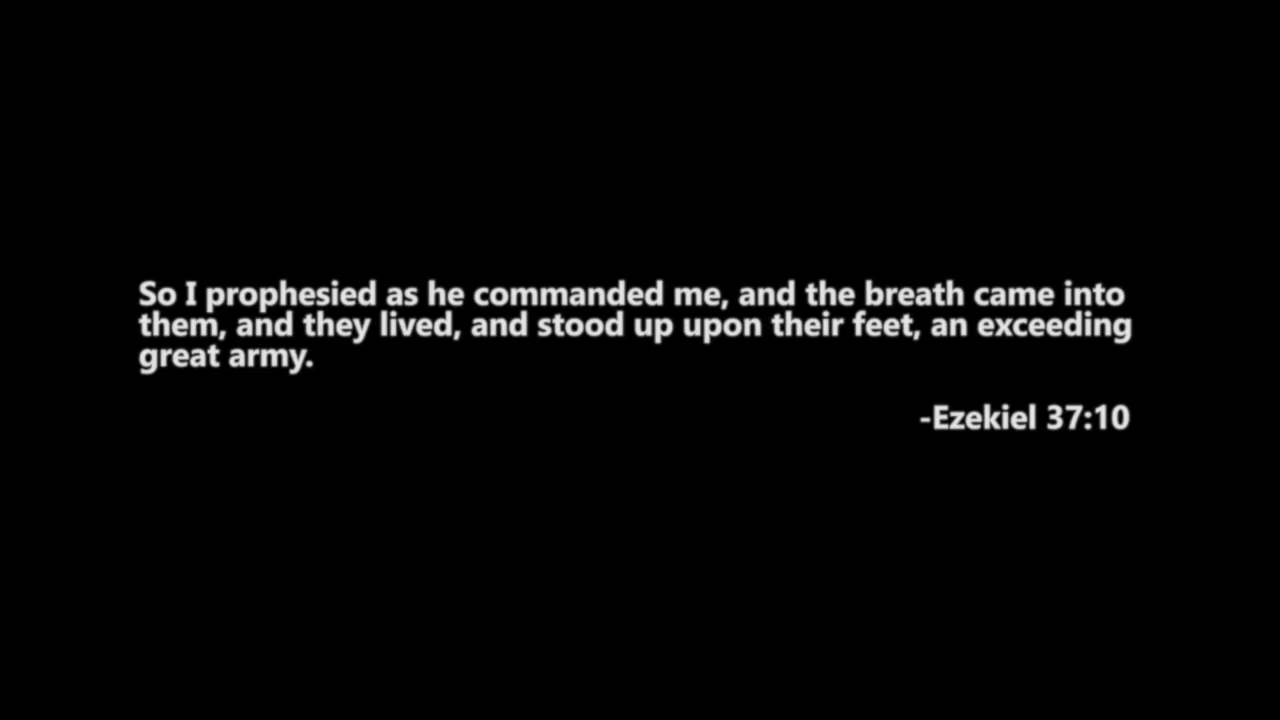 So I prophesied as he commanded me, and the breath came into
them, and they lived, and stood up upon their feet, an exceeding
great army.
-Ezekiel 37:10